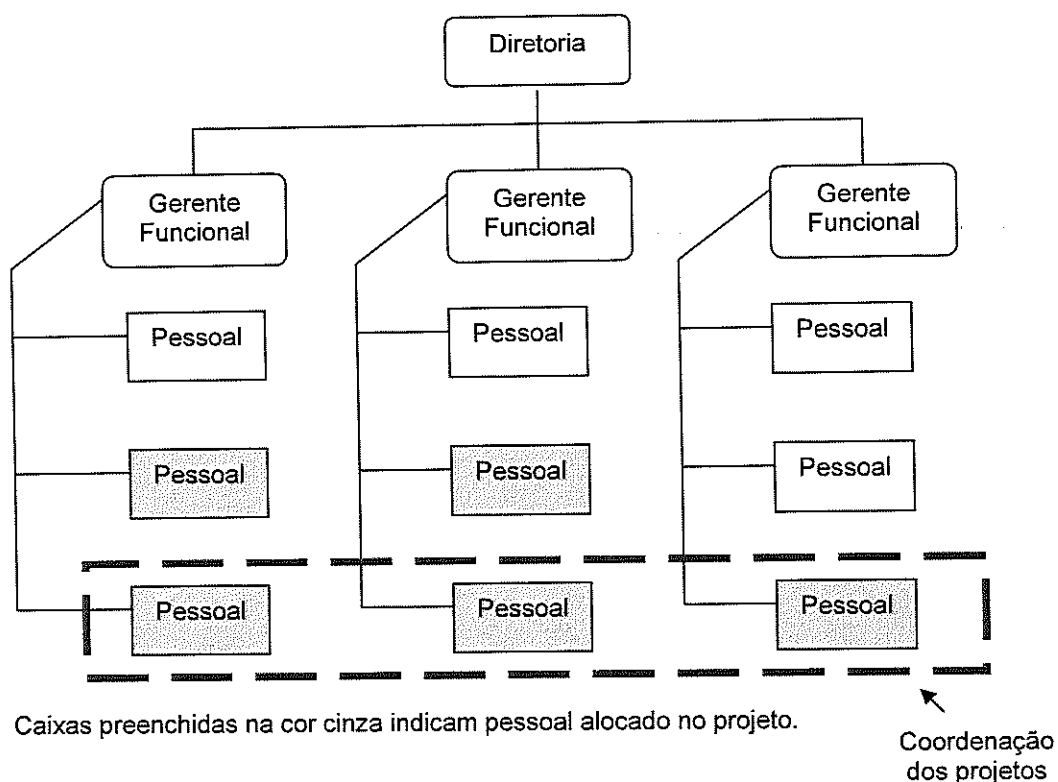 Diretoria
Gerente
Funcional
Gerente
Funcional
Gerente
Funcional
Pessoal
Pessoal
Pessoal
Pessoal
Pessoal
Pessoal
Pessoal
Pessoal
Pessoal
Caixas preenchidas na cor cinza indicam pessoal alocado no projeto.
Coordenação
dos projetos